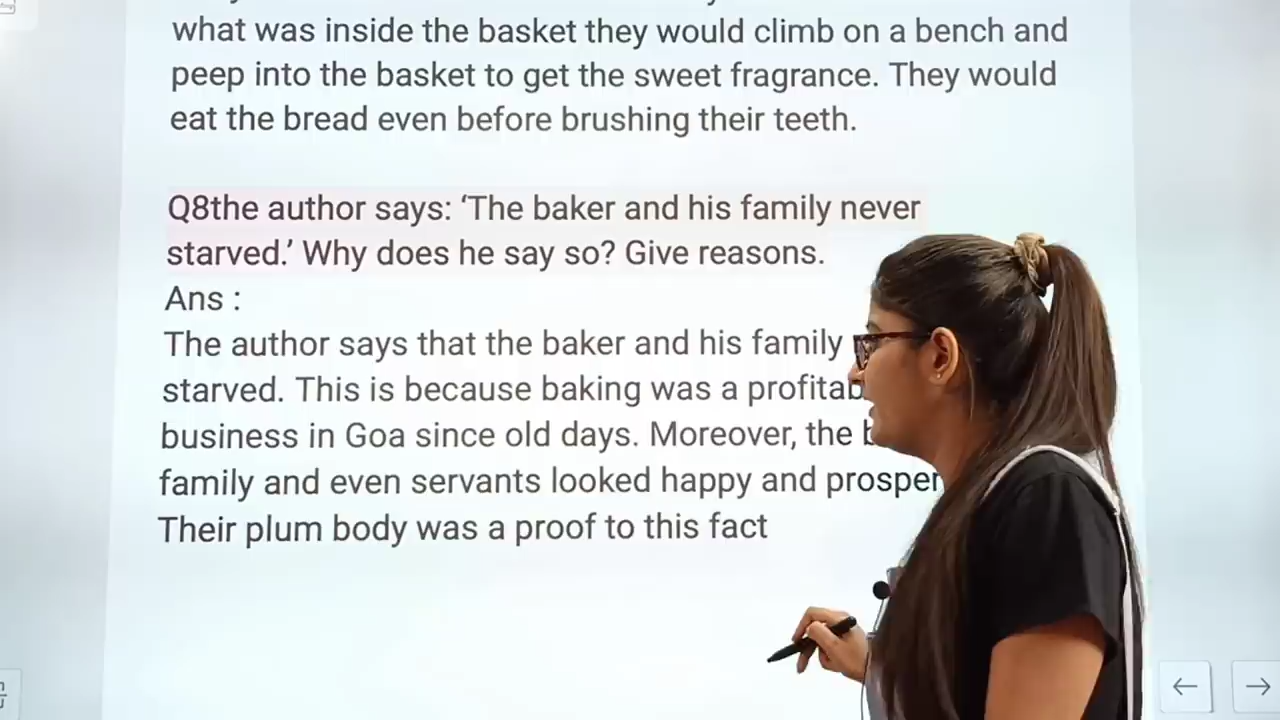 what was inside the basket they would climb on a bench and
peep into the basket to get the sweet fragrance. They would
eat the bread even before brushing their teeth.
Q8the author says: ‘The baker and his family never
starved.’ Why does he say so? Give reasons.
Ans :
The author says that the baker and his family
starved. This is because baking was a
business in Goa since old days. Moreover, the
family and even servants looked happy and
Their plum body was a proof to this fact